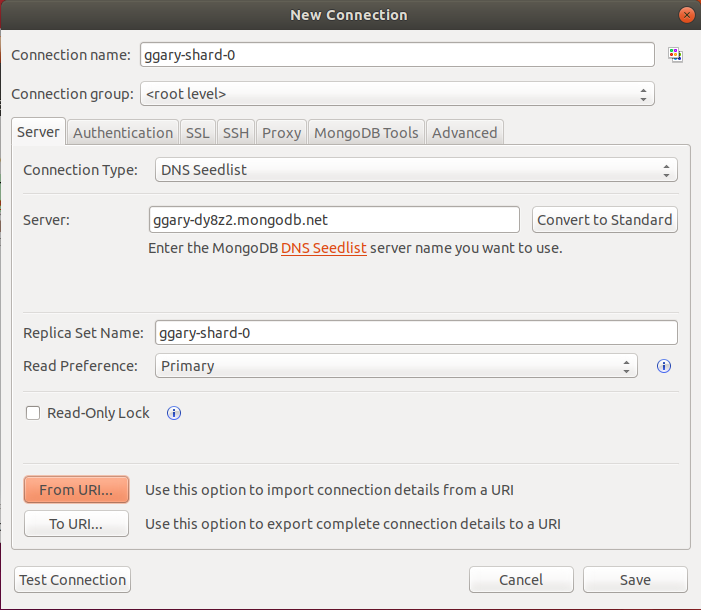 New Connection
Connection name: ggary-shard-0
Connection group: <root level>
Server Authentication SSL SSH Proxy MongoDB Tools Advanced
Connection Type: DNS Seedlist
Server: ggary-dy8z2.mongodb.net Convert to Standard
Enter the MongoDB DNS Seedlist server name you want to use.
Replica Set Name: ggary-shard-0
Read Preference: Primary
Read-Only Lock
From URI... Use this option to import connection details from a URI
To URI... Use this option to export complete connection details to a URI
Test Connection Cancel Save